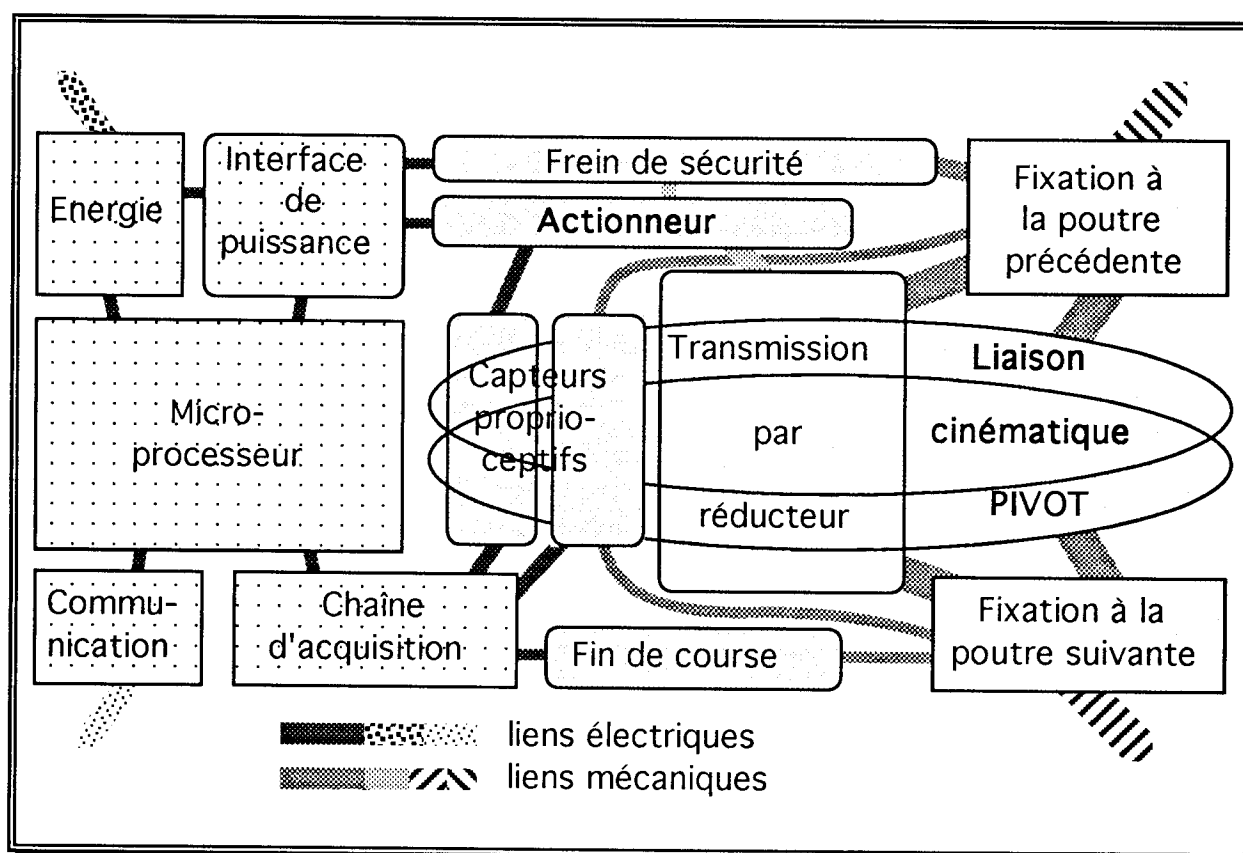 Energie
Interface
de
puissance
Frein de sécurité
Actionneur
Fixation à
la poutre
précédente
Micro-
processeur
Capteurs
proprio-
ceptifs
Transmission
par
réducteur
Liaison
cinématique
PIVOT
Commu-
nication
Chaîne
d'acquisition
Fin de course
Fixation à la
poutre suivante
liens électriques
liens mécaniques